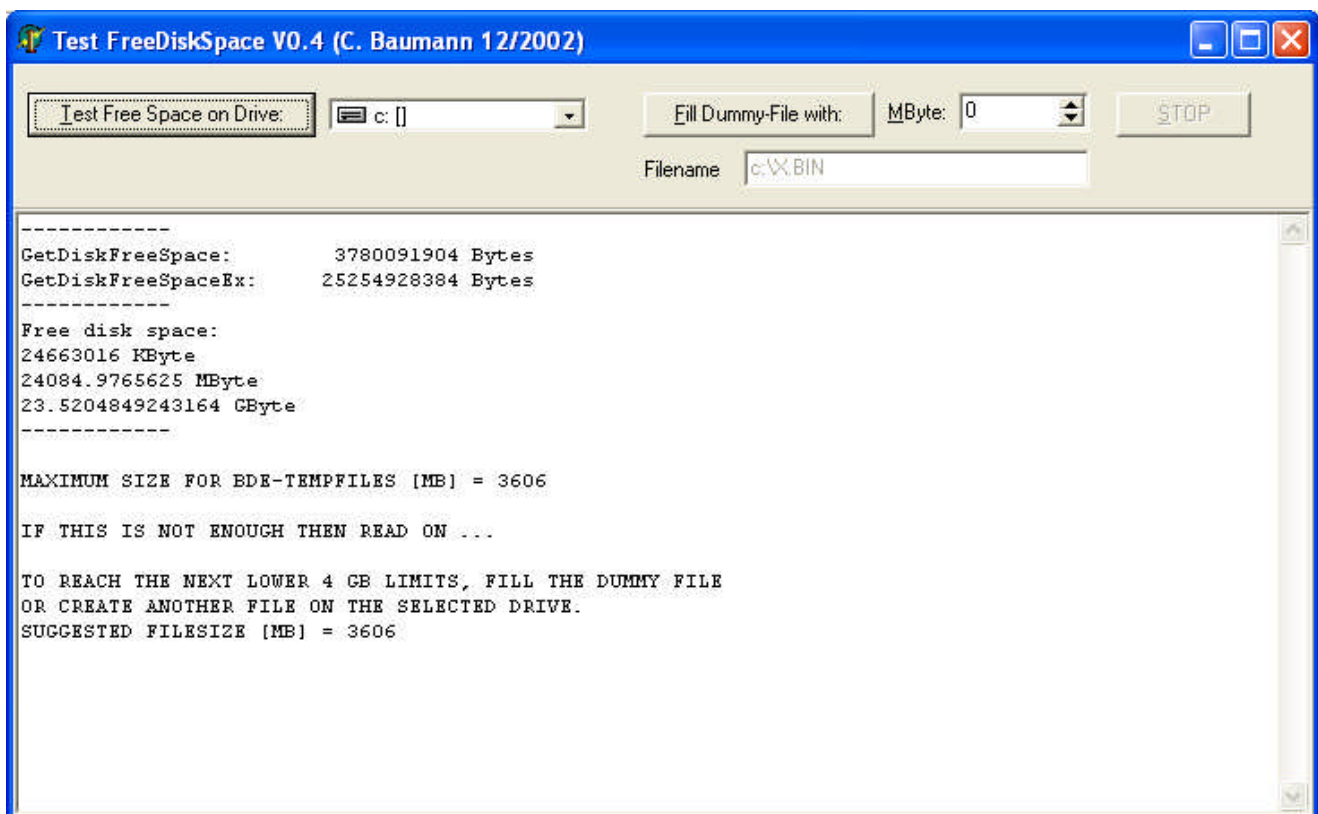 Test FreeDiskSpace V0.4 (C. Baumann 12/2002)
Test Free Space on Drive: c: [] Fill Dummy-File with: MByte: 0 STOP
Filename c:\X.BIN
------------
GetDiskFreeSpace: 3780091904 Bytes
GetDiskFreeSpaceEx: 25254928384 Bytes
------------
Free disk space:
24663016 KByte
24084.9765625 MByte
23.5204849243164 GByte
------------
MAXIMUM SIZE FOR BDE-TEMPFILES [MB] = 3606
IF THIS IS NOT ENOUGH THEN READ ON ...
TO REACH THE NEXT LOWER 4 GB LIMITS, FILL THE DUMMY FILE
OR CREATE ANOTHER FILE ON THE SELECTED DRIVE.
SUGGESTED FILESIZE [MB] = 3606